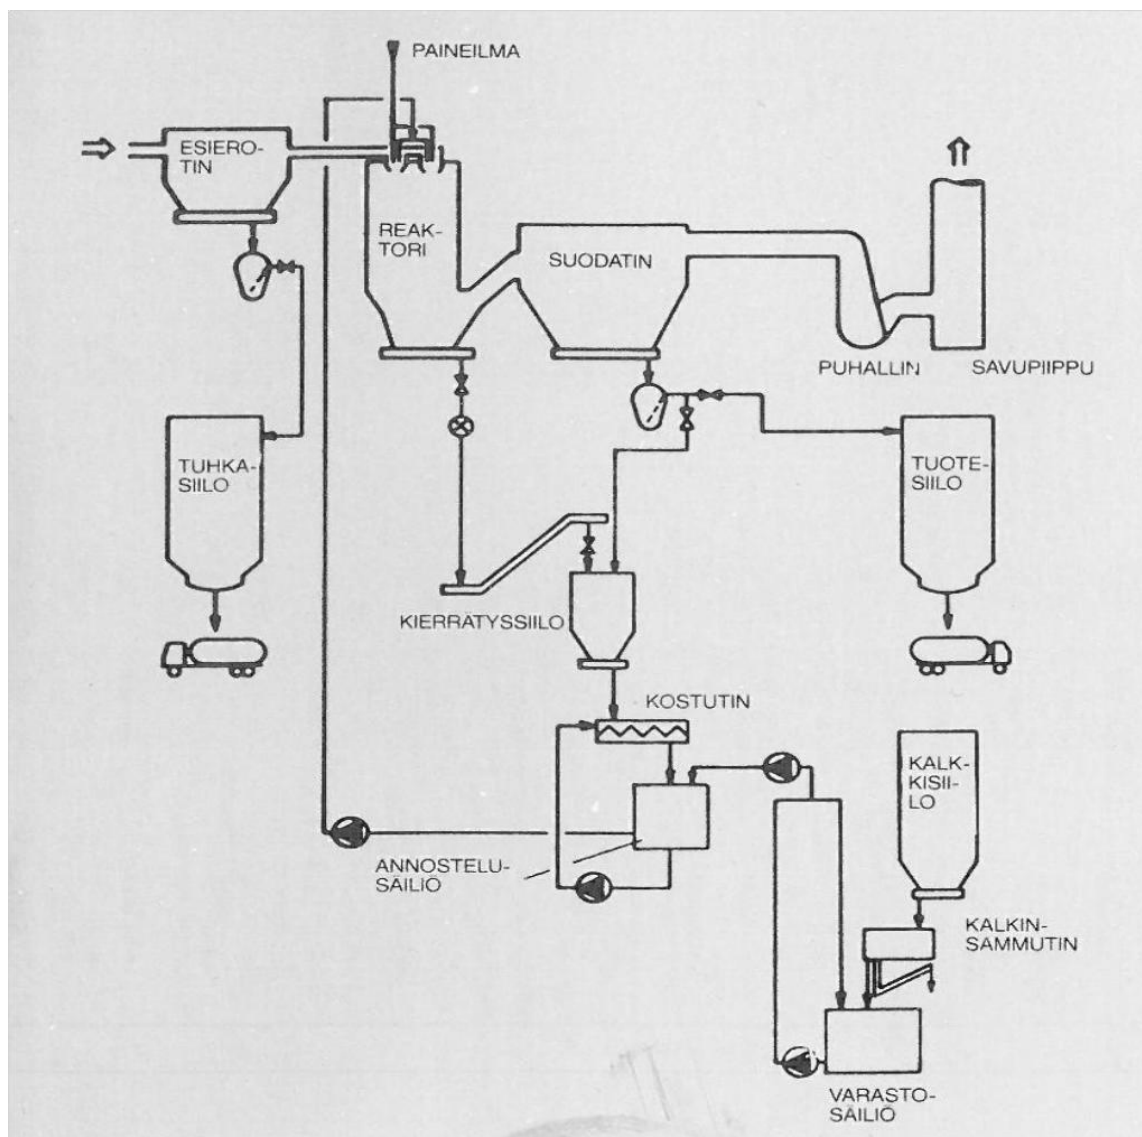 PAINEILMA
ESIERO-
TIN
REAK-
TORI
SUODATIN
PUHALLIN
SAVUPIIPPU
TUHKA-
SIILO
TUOTE-
SIILO
KIERRÄTYSSIILO
KOSTUTIN
KALK-
KISII-
LO
ANNOSTELU-
SÄILIÖ
KALKIN-
SAMMUTIN
VARASTO-
SÄILIÖ